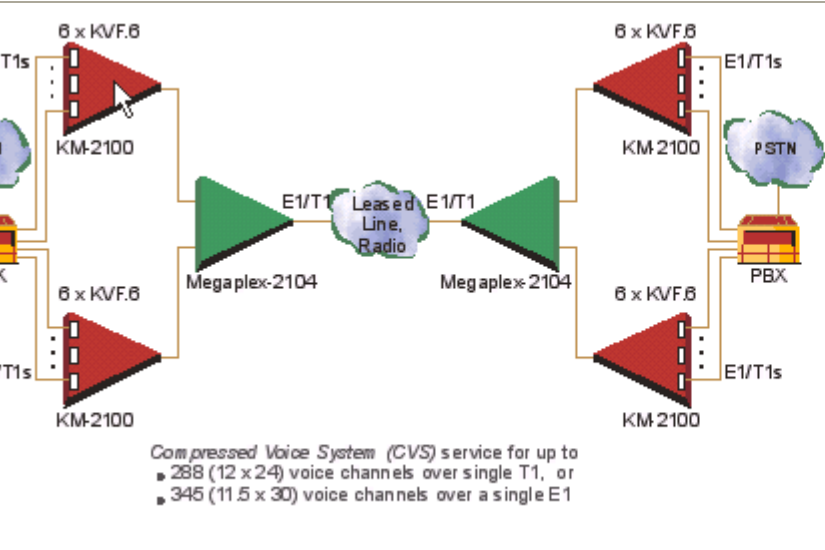 6 x KVF.6
6 x KVF.6
T1s
E1/T1s
KM-2100
KM-2100
PSTN
E1/T1
Leased
Line,
Radio
E1/T1
Megaplex-2104
Megaplex-2104
PBX
6 x KVF.6
6 x KVF.6
/T1s
E1/T1s
KM-2100
KM-2100
Compressed Voice System (CVS) service for up to
288 (12 x 24) voice channels over single T1, or
345 (11.5 x 30) voice channels over a single E1